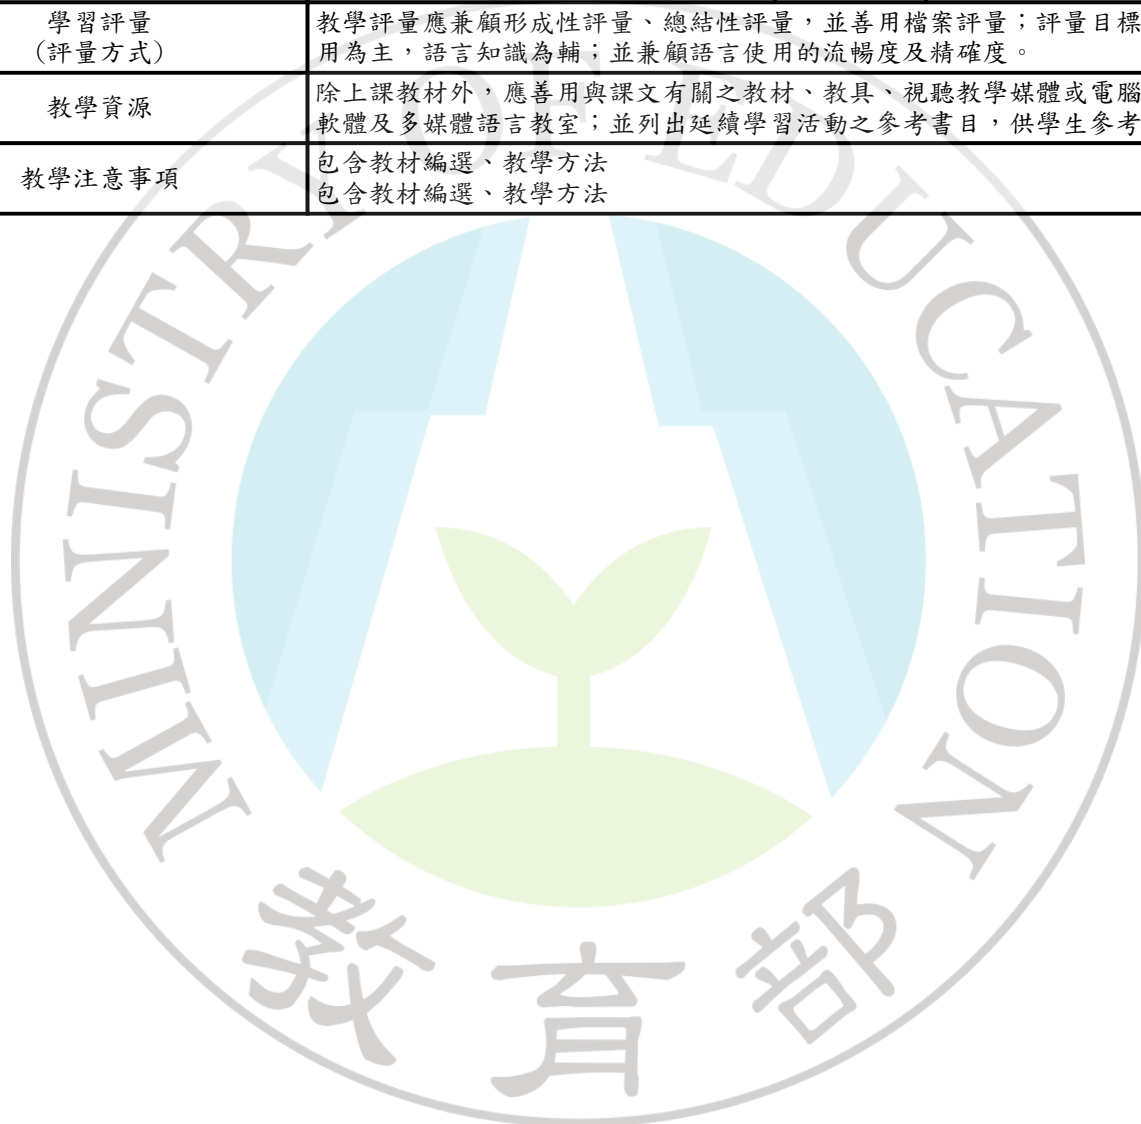 學習評量
(評量方式)
教學評量應兼顧形成性評量、總結性評量，並善用檔案評量；評量目標
用為主，語言知識為輔；並兼顧語言使用的流暢度及精確度。
教學資源
除上課教材外，應善用與課文有關之教材、教具、視聽教學媒體或電腦
軟體及多媒體語言教室；並列出延續學習活動之參考書目，供學生參考
教學注意事項
包含教材編選、教學方法
包含教材編選、教學方法
MINISTRY OF EDUCATION
教育部